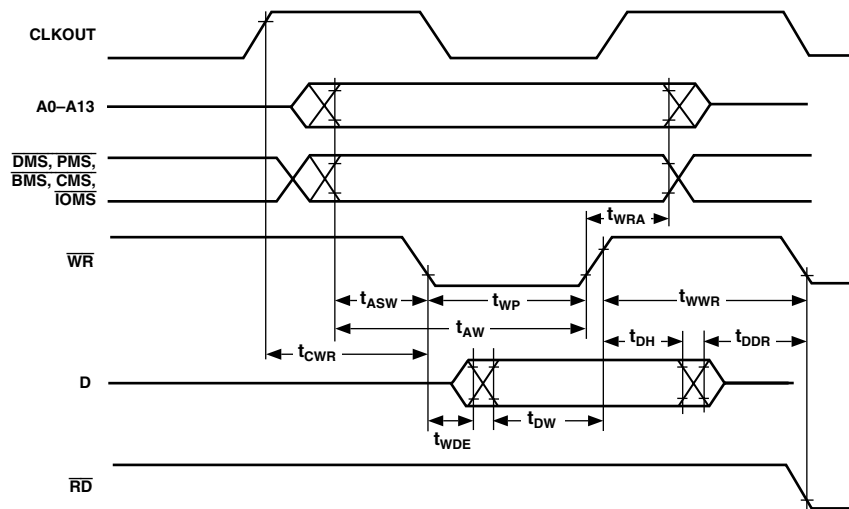 CLKOUT
A0–A13
DMS, PMS,
BMS, CMS,
IOMS
tWRA
WR
tASW
tWP
tWWR
tAW
tCWR
tDH
tDDR
D
tWDE
tDW
RD